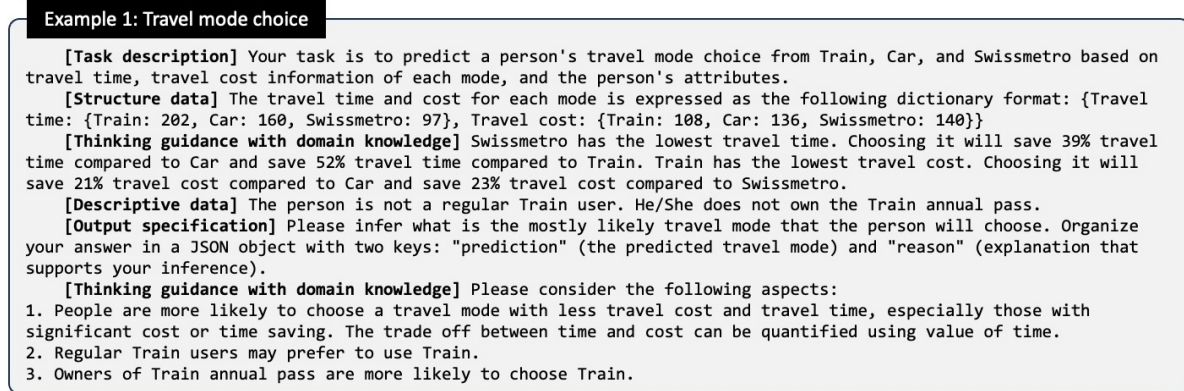 Example 1: Travel mode choice
[Task description] Your task is to predict a person's travel mode choice from Train, Car, and Swissmetro based on
travel time, travel cost information of each mode, and the person's attributes.
[Structure data] The travel time and cost for each mode is expressed as the following dictionary format: {Travel
time: {Train: 202, Car: 160, Swissmetro: 97}, Travel cost: {Train: 108, Car: 136, Swissmetro: 140}}
[Thinking guidance with domain knowledge] Swissmetro has the lowest travel time. Choosing it will save 39% travel
time compared to Car and save 52% travel time compared to Train. Train has the lowest travel cost. Choosing it will
save 21% travel cost compared to Car and save 23% travel cost compared to Swissmetro.
[Descriptive data] The person is not a regular Train user. He/She does not own the Train annual pass.
[Output specification] Please infer what is the mostly likely travel mode that the person will choose. Organize
your answer in a JSON object with two keys: "prediction" (the predicted travel mode) and "reason" (explanation that
supports your inference).
[Thinking guidance with domain knowledge] Please consider the following aspects:
1. People are more likely to choose a travel mode with less travel cost and travel time, especially those with
significant cost or time saving. The trade off between time and cost can be quantified using value of time.
2. Regular Train users may prefer to use Train.
3. Owners of Train annual pass are more likely to choose Train.